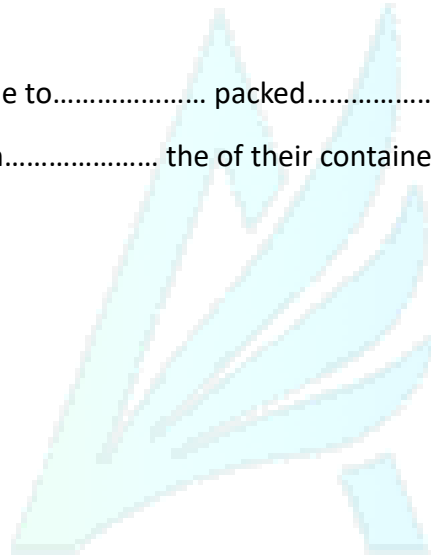 e to………………… packed………………..
………………… the of their containe